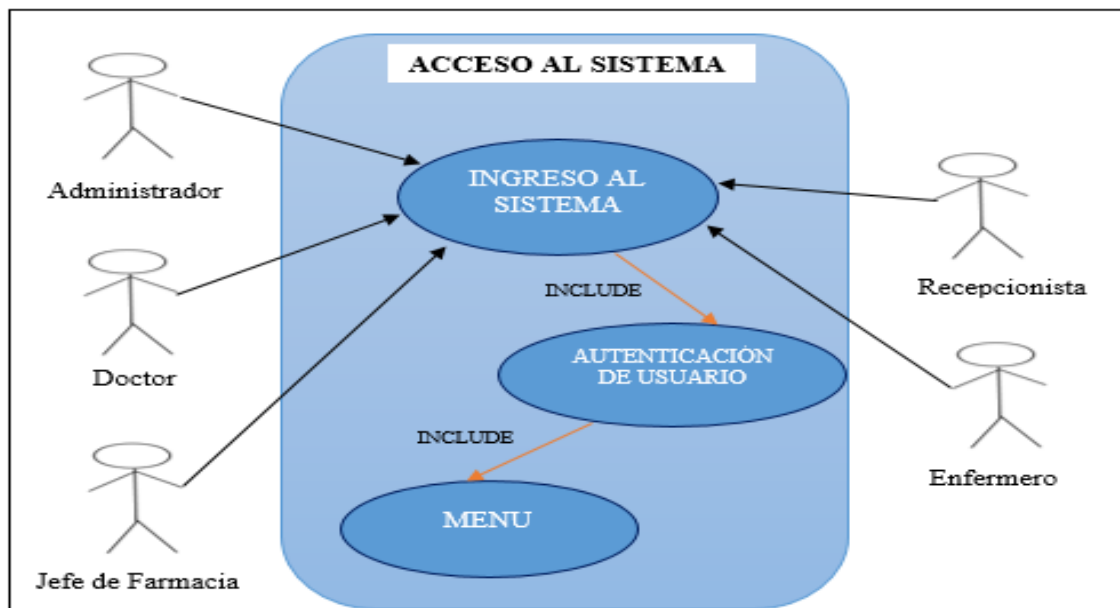 ACCESO AL SISTEMA
Administrador
INGRESO AL
SISTEMA
Recepcionista
INCLUDE
Doctor
AUTENTICACIÓN
DE USUARIO
INCLUDE
Enfermero
MENU
Jefe de Farmacia